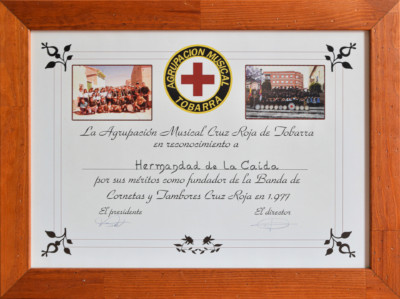 AGRUPACION MUSICAL
TOBARRA
La Agrupación Musical Cruz Roja de Tobarra
en reconocimiento a
Hermandad de La Caída
por sus méritos como fundador de la Banda de
Cornetas y Tambores Cruz Roja en 1.977
El presidente El director